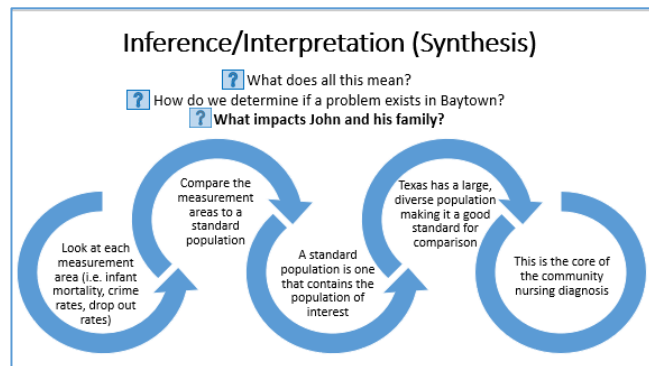 Inference/Interpretation (Synthesis)
? What does all this mean?
? How do we determine if a problem exists in Baytown?
? What impacts John and his family?
Look at each
measurement
area (i.e. infant
mortality, crime
rates, drop out
rates)
Compare the
measurement
areas to a
standard
population
A standard
population is one
that contains the
population of
interest
Texas has a large,
diverse population
making it a good
standard for
comparison
This is the core of
the community
nursing diagnosis